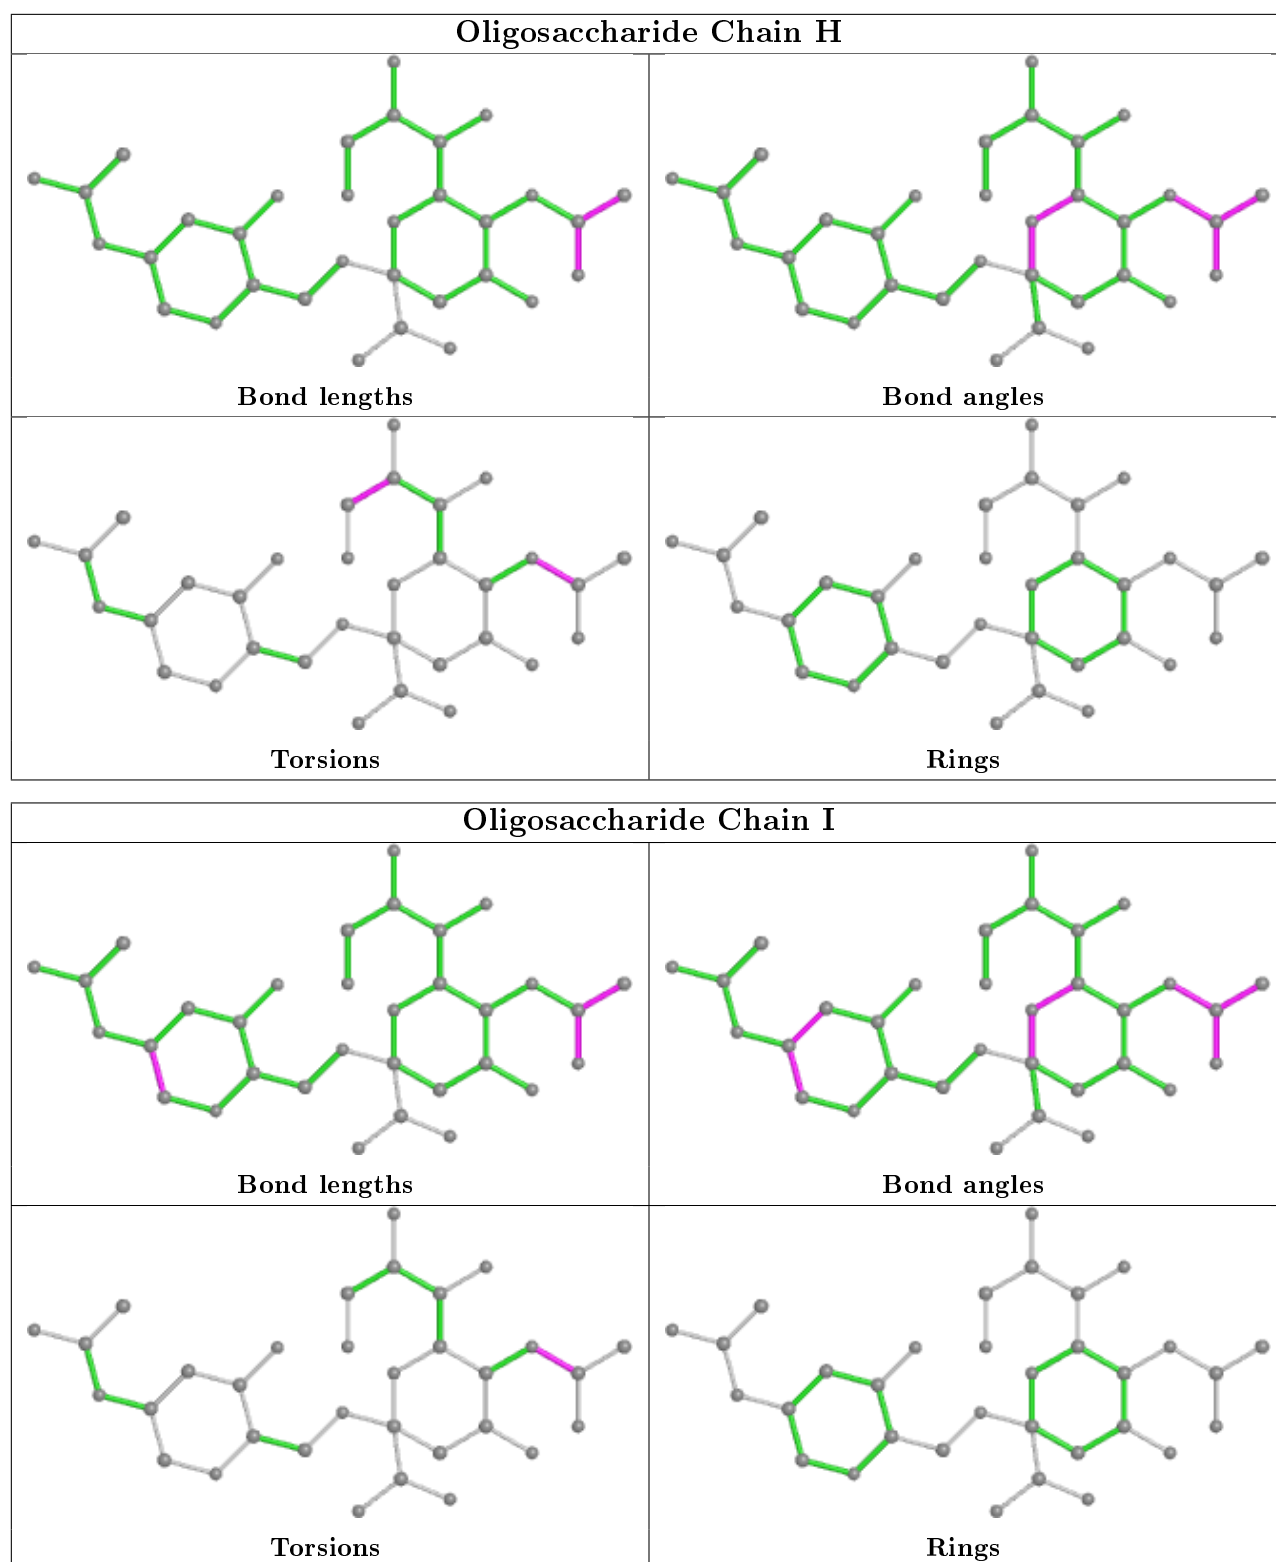 Oligosaccharide Chain H
Bond lengths
Bond angles
Torsions
Rings
Oligosaccharide Chain I
Bond lengths
Bond angles
Torsions
Rings